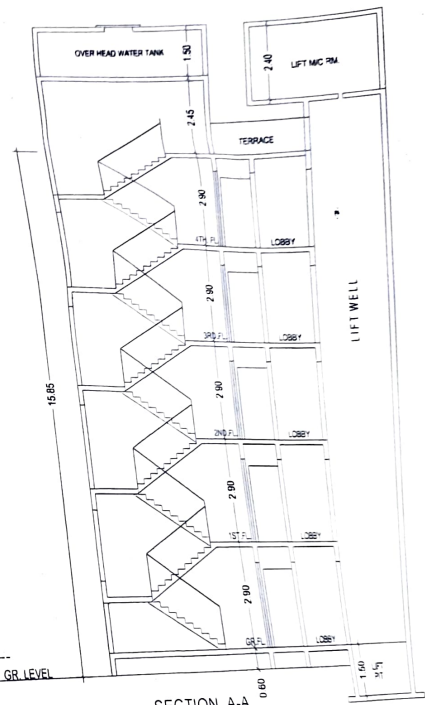 OVER HEAD WATER TANK
1.50
2.40
LIFT M/C RM.
2.45
TERRACE
2.90
4TH. FL.
LOBBY
2.90
3RD.FL.
LOBBY
LIFT WELL
15.85
2.90
2ND.FL.
LOBBY
2.90
1ST.FL.
LOBBY
2.90
GR.FL.
LOBBY
GR. LEVEL
0.60
1.50
SECTION A-A